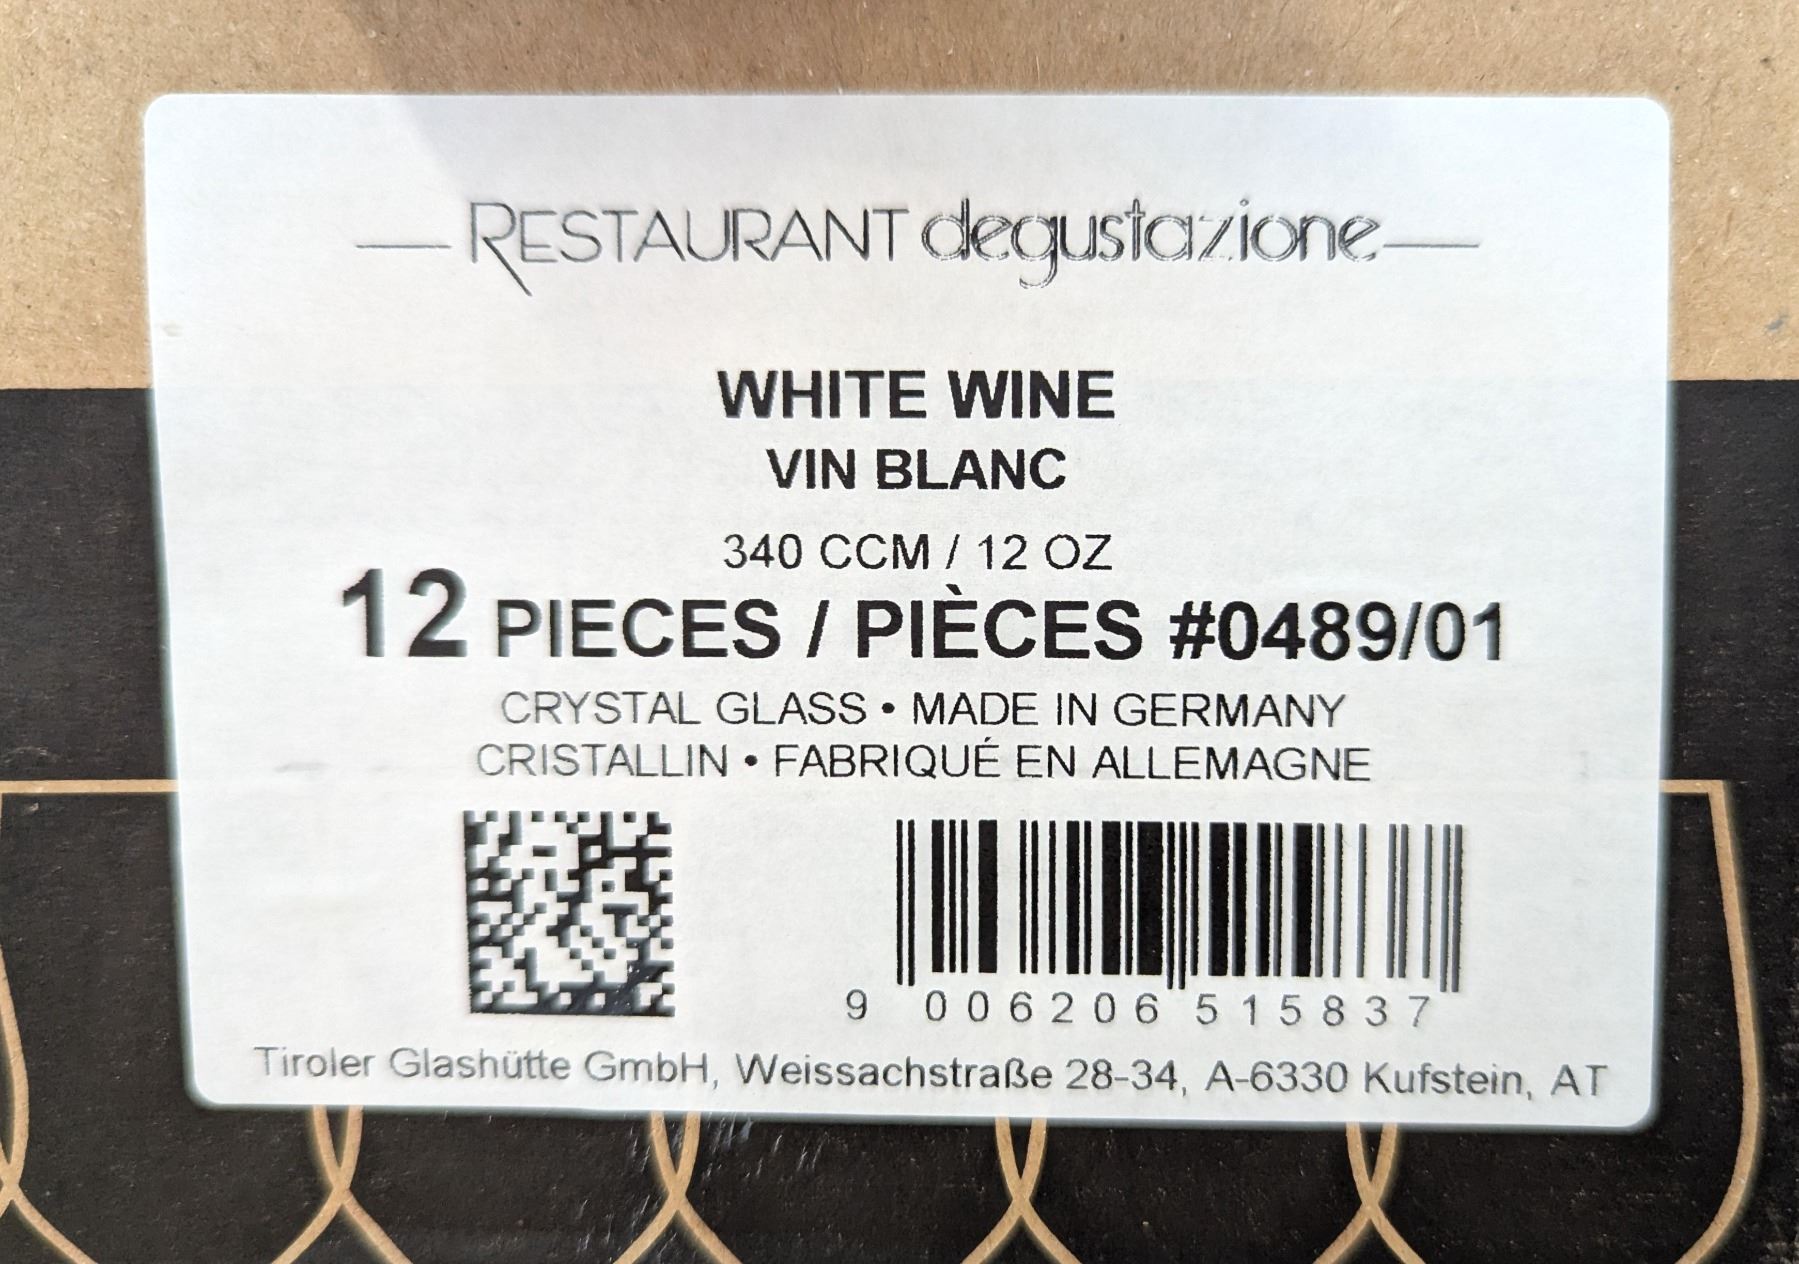 RESTAURANT degustazione
WHITE WINE
VIN BLANC
340 CCM / 12 OZ
12 PIECES / PIÈCES #0489/01
CRYSTAL GLASS • MADE IN GERMANY
CRISTALLIN • FABRIQUÉ EN ALLEMAGNE
9 006206 515837
Tiroler Glashütte GmbH, Weissachstraße 28-34, A-6330 Kufstein, AT